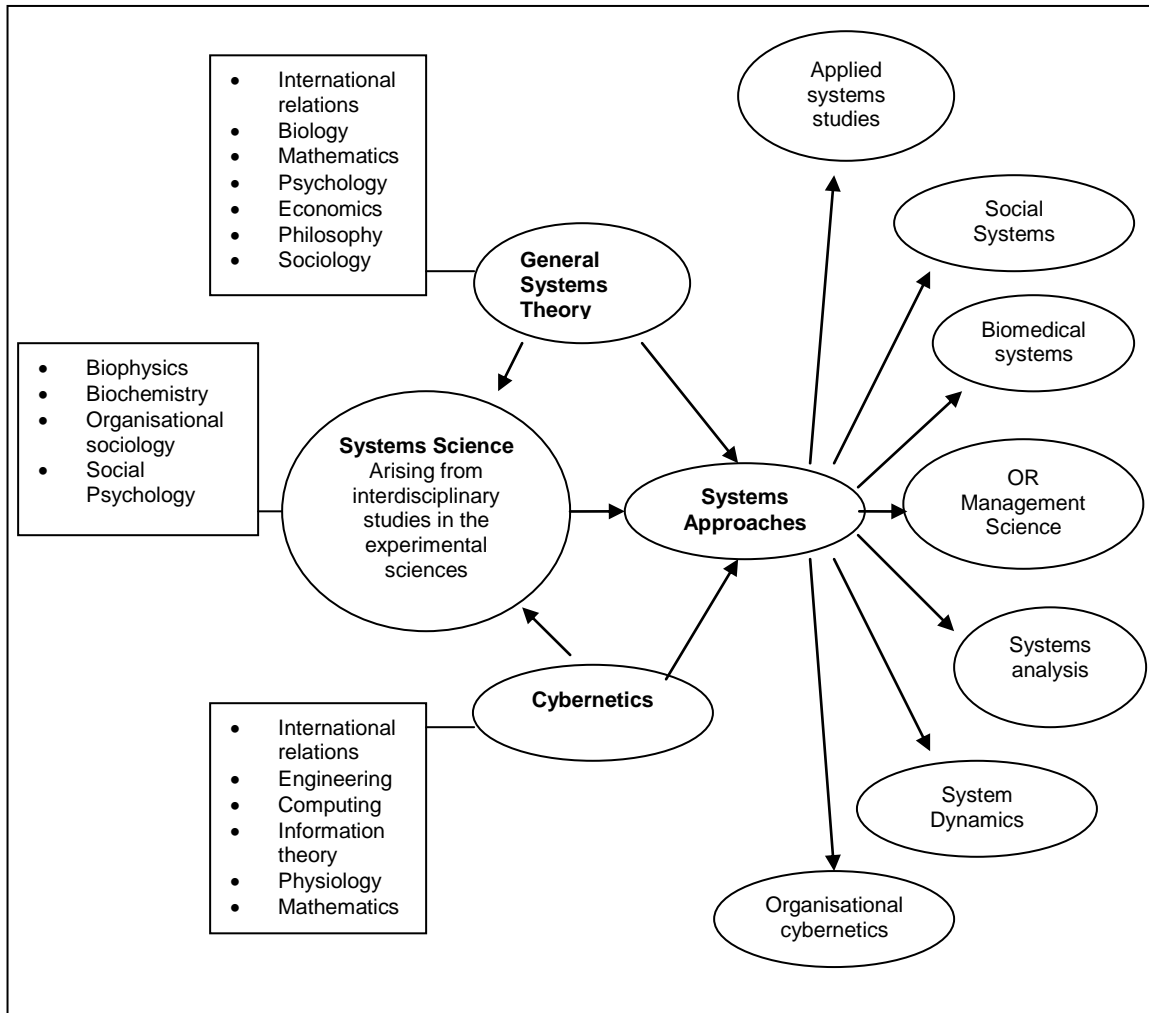 International
relations
Biology
Mathematics
Psychology
Economics
Philosophy
Sociology
Applied
systems
studies
Social
Systems
General
Systems
Theory
Biomedical
systems
Biophysics
Biochemistry
Organisational
sociology
Social
Psychology
Systems Science
Arising from
interdisciplinary
studies in the
experimental
sciences
Systems
Approaches
OR
Management
Science
Systems
analysis
Cybernetics
International
relations
Engineering
Computing
Information
theory
Physiology
Mathematics
System
Dynamics
Organisational
cybernetics